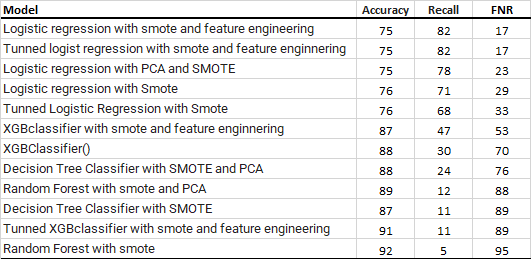 Model Accuracy Recall FNR
Logistic regression with smote and feature engineering 75 82 17
Tunned logist regression with smote and feature enginnering 75 82 17
Logistic regression with PCA and SMOTE 75 78 23
Logistic regression with Smote 76 71 29
Tunned Logistic Regression with Smote 76 68 33
XGBclassifier with smote and feature enginnering 87 47 53
XGBClassifier() 88 30 70
Decision Tree Classifier with SMOTE and PCA 88 24 76
Random Forest with smote and PCA 89 12 88
Decision Tree Classifier with SMOTE 87 11 89
Tunned XGBclassifier with smote and feature engineering 91 11 89
Random Forest with smote 92 5 95